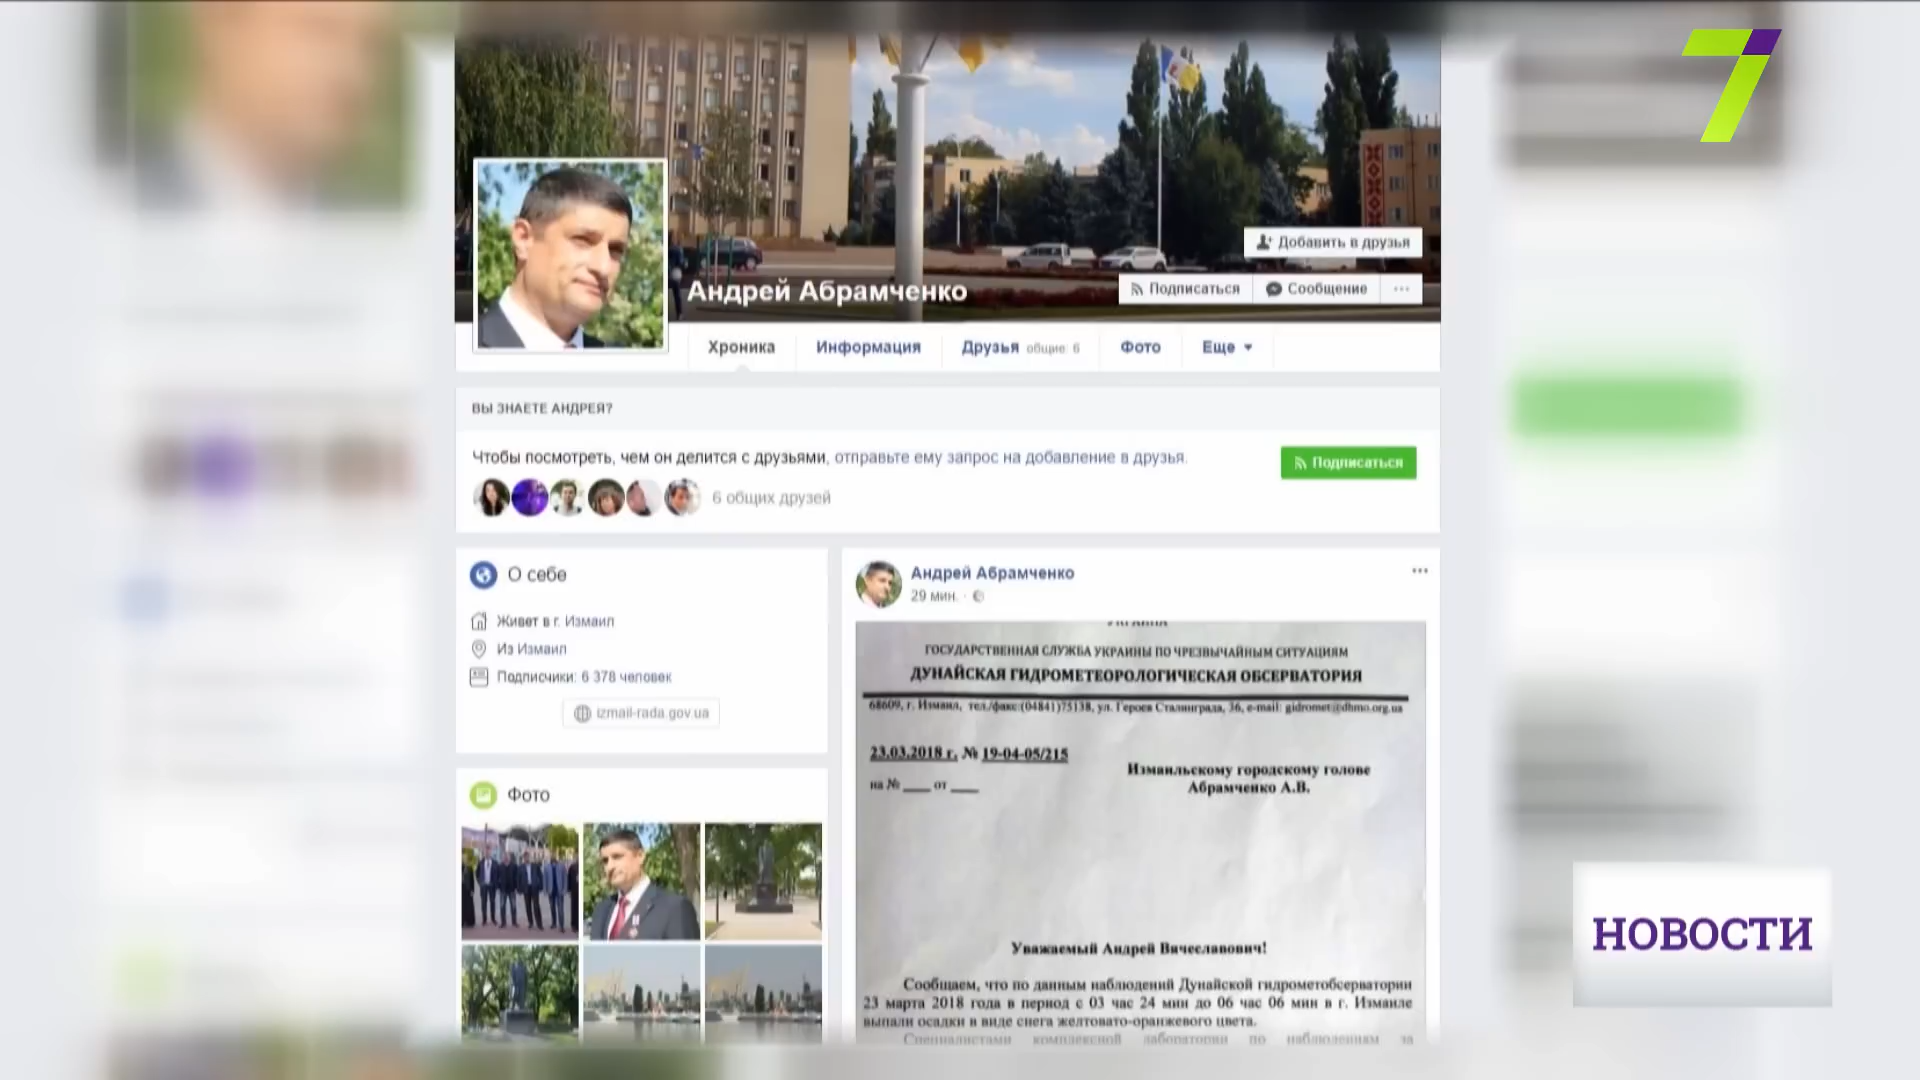 7
Добавить в друзья
Андрей Абрамченко
Подписаться
Сообщение
Хроника
Информация
Друзья общие: 6
Фото
Еще
ВЫ ЗНАЕТЕ АНДРЕЯ?
Чтобы посмотреть, чем он делится с друзьями, отправьте ему запрос на добавление в друзья.
Подписаться
6 общих друзей
О себе
Живет в г. Измаил
Из Измаил
Подписчики: 6 378 человек
izmail-rada.gov.ua
Фото
Андрей Абрамченко
29 мин.
ГОСУДАРСТВЕННАЯ СЛУЖБА УКРАИНЫ ПО ЧРЕЗВЫЧАЙНЫМ СИТУАЦИЯМ
ДУНАЙСКАЯ ГИДРОМЕТЕОРОЛОГИЧЕСКАЯ ОБСЕРВАТОРИЯ
68609, г. Измаил, тел./факс:(04841)75138, ул. Героев Сталинграда, 36, e-mail: gidromet@dhmo.org.ua
23.03.2018 г. № 19-04-05/215
на № ____ от ____
Измаильскому городскому голове
Абрамченко А.В.
Уважаемый Андрей Вячеславович!
Сообщаем, что по данным наблюдений Дунайской гидрометобсерватории
23 марта 2018 года в период с 03 час 24 мин до 06 час 06 мин в г. Измаиле
выпали осадки в виде снега желтовато-оранжевого цвета.
Специалистами комплексной лаборатории по наблюдениям за
НОВОСТИ